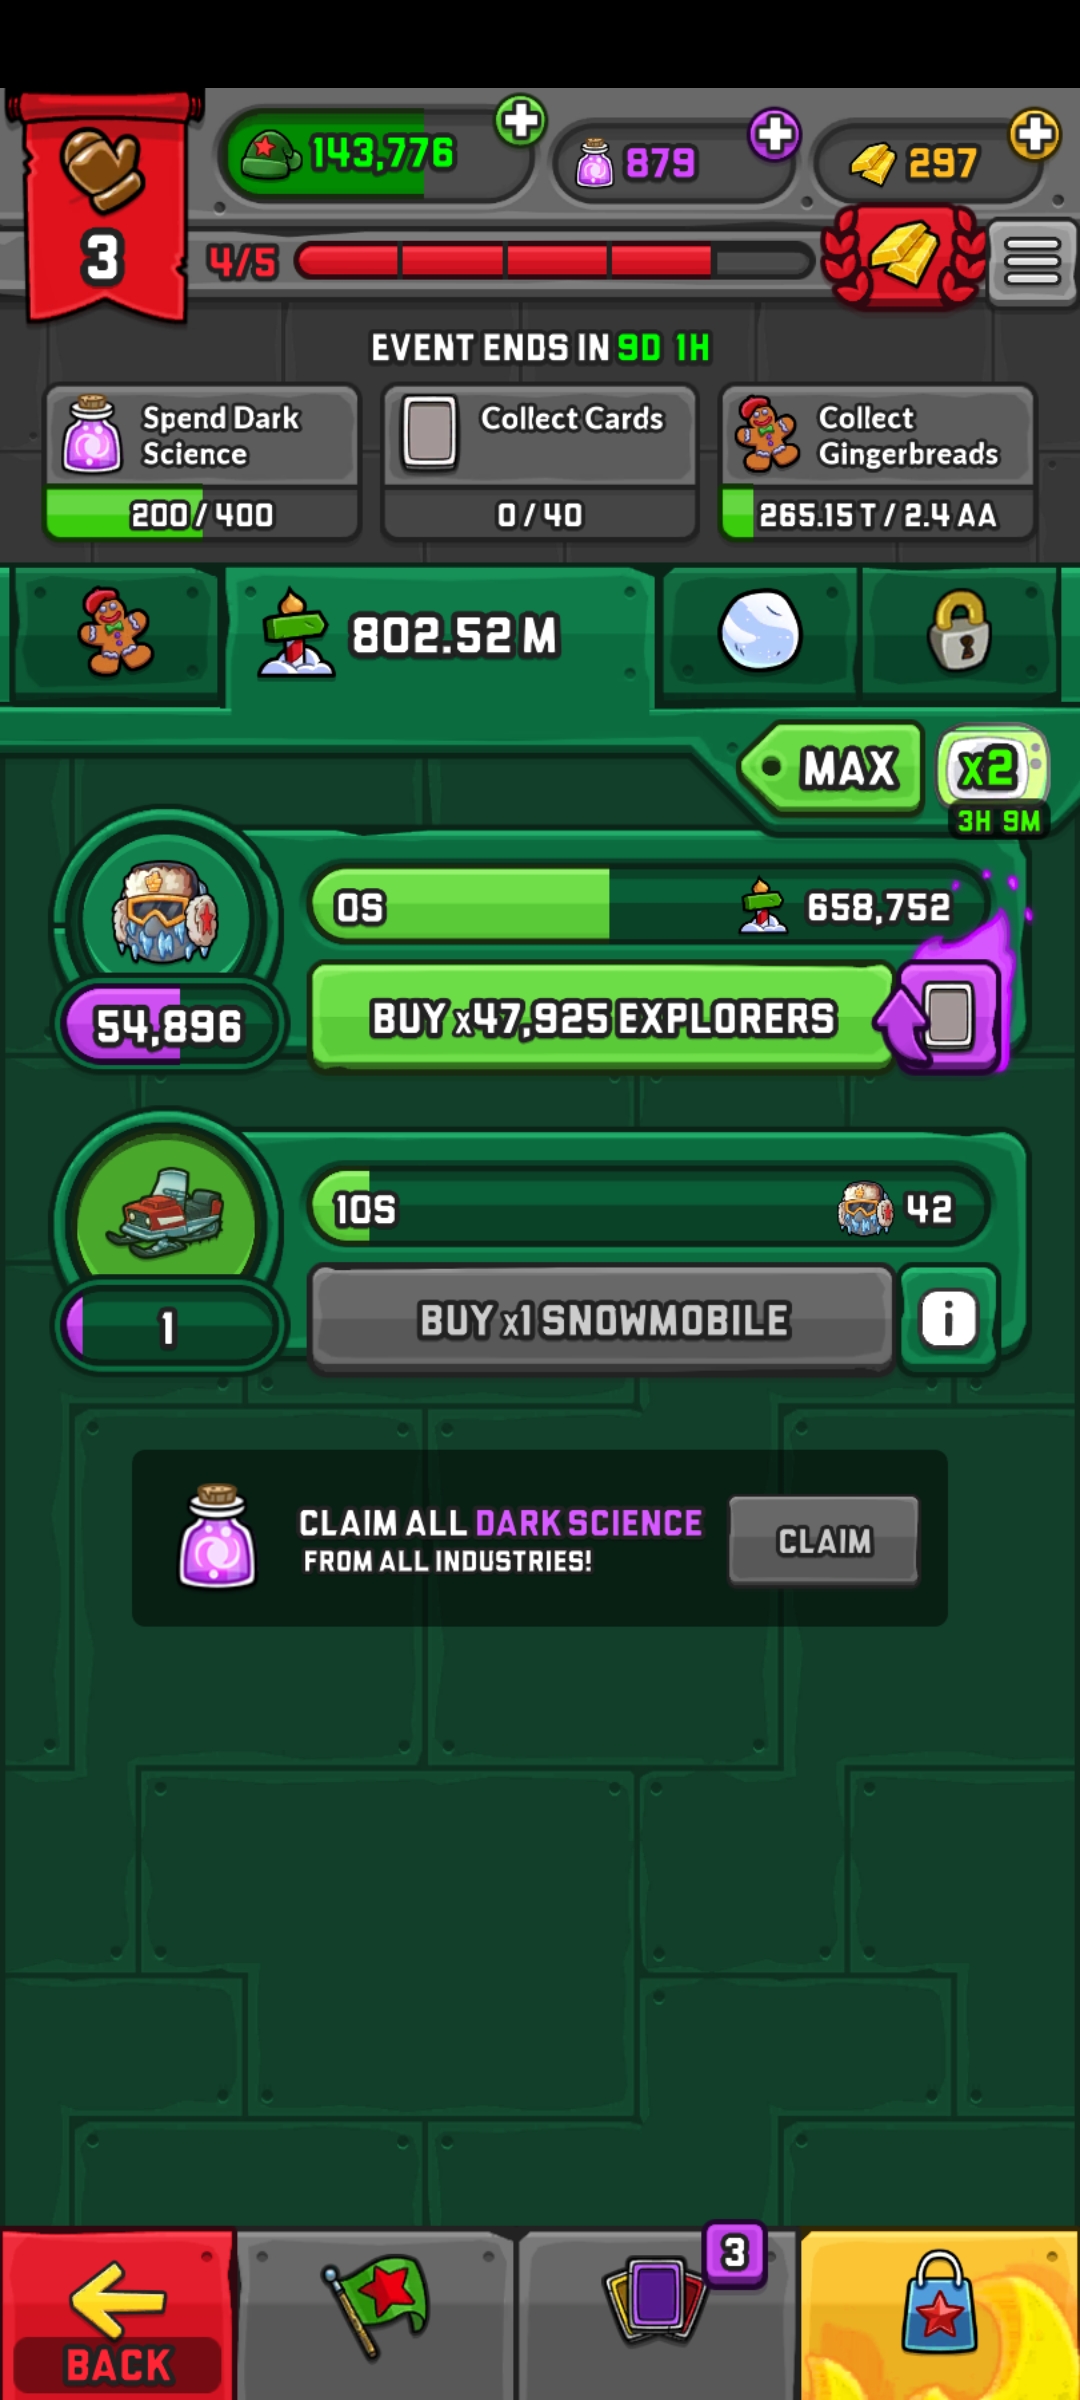 143,776
879
297
3
4/5
EVENT ENDS IN 9D 1H
Spend Dark
Science
200/400
Collect Cards
0/40
Collect
Gingerbreads
265.15 T / 2.4 AA
802.52 M
MAX
x2
3H 9M
0S
658,752
54,896
BUY x47,925 EXPLORERS
10S
42
1
BUY x1 SNOWMOBILE
i
CLAIM ALL DARK SCIENCE
FROM ALL INDUSTRIES!
CLAIM
3
BACK